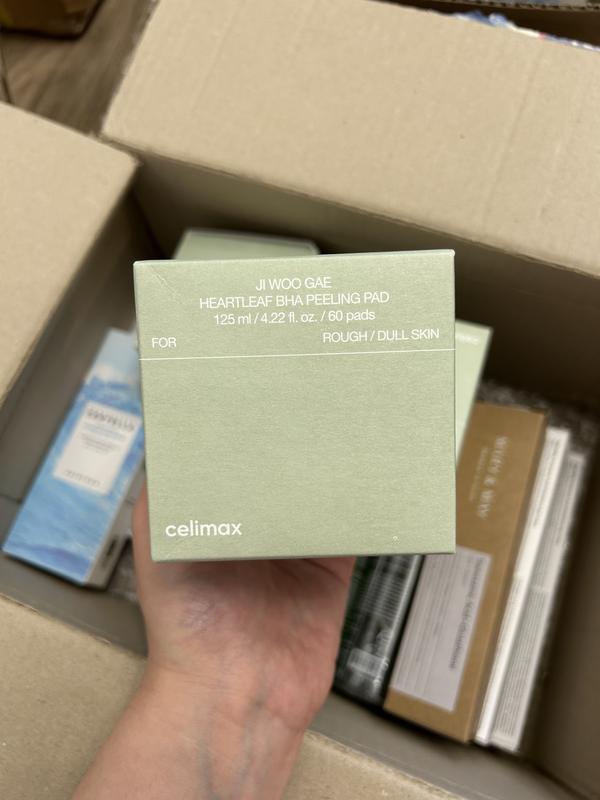 JI WOO GAE
HEARTLEAF BHA PEELING PAD
125 ml / 4.22 fl. oz. / 60 pads
FOR
ROUGH / DULL SKIN
celimax